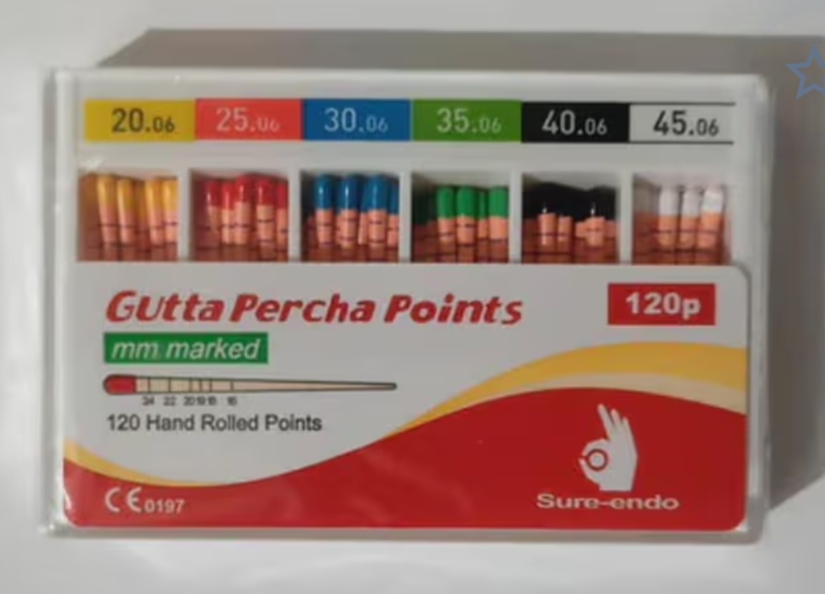 20.06 25.06 30.06 35.06 40.06 45.06
Gutta Percha Points
120p
mm marked
24 22 20 19 18 16
120 Hand Rolled Points
CE 0197
Sure-endo